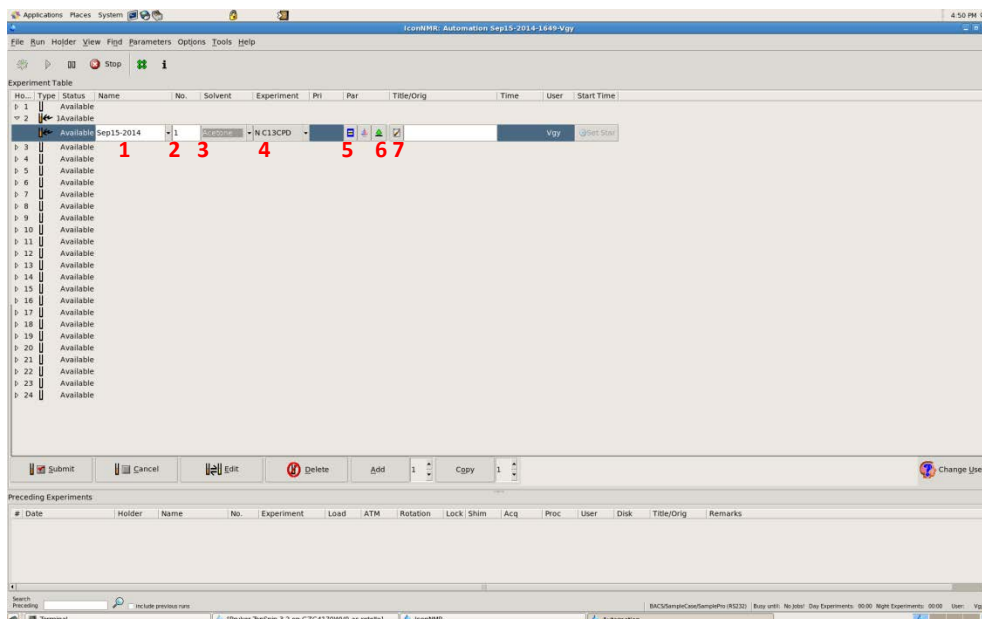 Applications Places System 4:50 PM
IconNMR: Automation Sep15-2014-1649-Vgy
File Run Holder View Find Parameters Options Tools Help
Stop i
Experiment Table
Ho... Type Status Name No. Solvent Experiment Pri Par Title/Orig Time User Start Time
1 Available
2 1Available
Available Sep15-2014 1 Acetone N C13CPD Vgy Set Star
1 2 3 4 5 6 7
3 Available
4 Available
5 Available
6 Available
7 Available
8 Available
9 Available
10 Available
11 Available
12 Available
13 Available
14 Available
15 Available
16 Available
17 Available
18 Available
19 Available
20 Available
21 Available
22 Available
23 Available
24 Available
Submit Cancel Edit Delete Add 1 Copy 1 Change Use
Preceding Experiments
# Date Holder Name No. Experiment Load ATM Rotation Lock Shim Acq Proc User Disk Title/Orig Remarks
Search
Preceding Include previous runs BACS/SampleCase/SamplePro (RS232) Busy until: No Jobs! Day Experiments: 00:00 Night Experiments: 00:00 User: Vg
Terminal IconNMR Automation